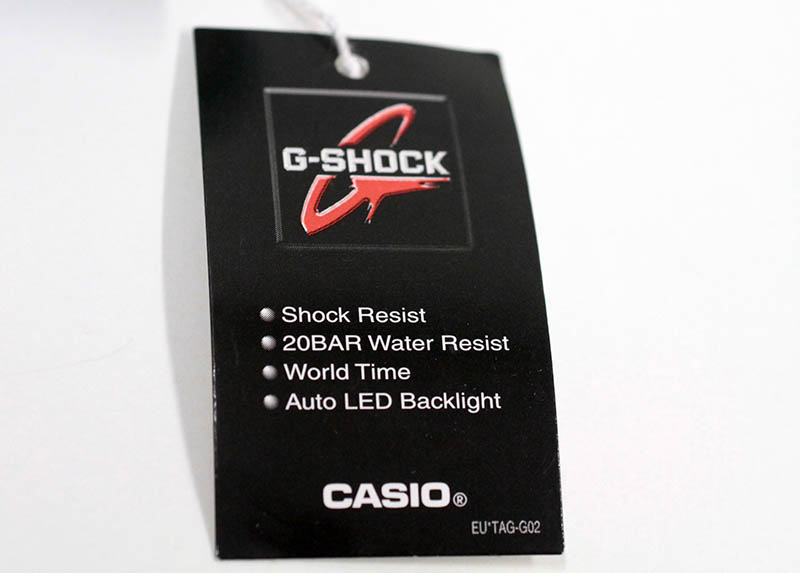 G-SHOCK
Shock Resist
20BAR Water Resist
World Time
Auto LED Backlight
CASIO®
EU*TAG-G02